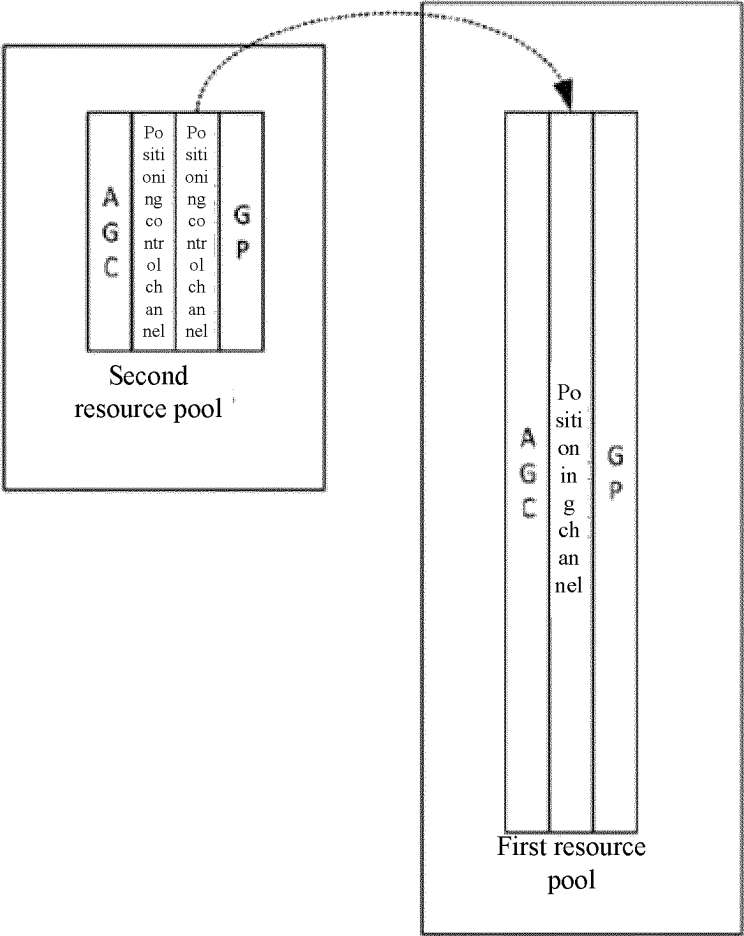 A
G
C
Po
siti
oni
ng
co
ntr
ol
ch
an
nel
Po
siti
oni
ng
co
ntr
ol
ch
an
nel
G
P
Second
resource pool
A
G
C
Po
siti
on
in
g
ch
an
nel
G
P
First resource
pool